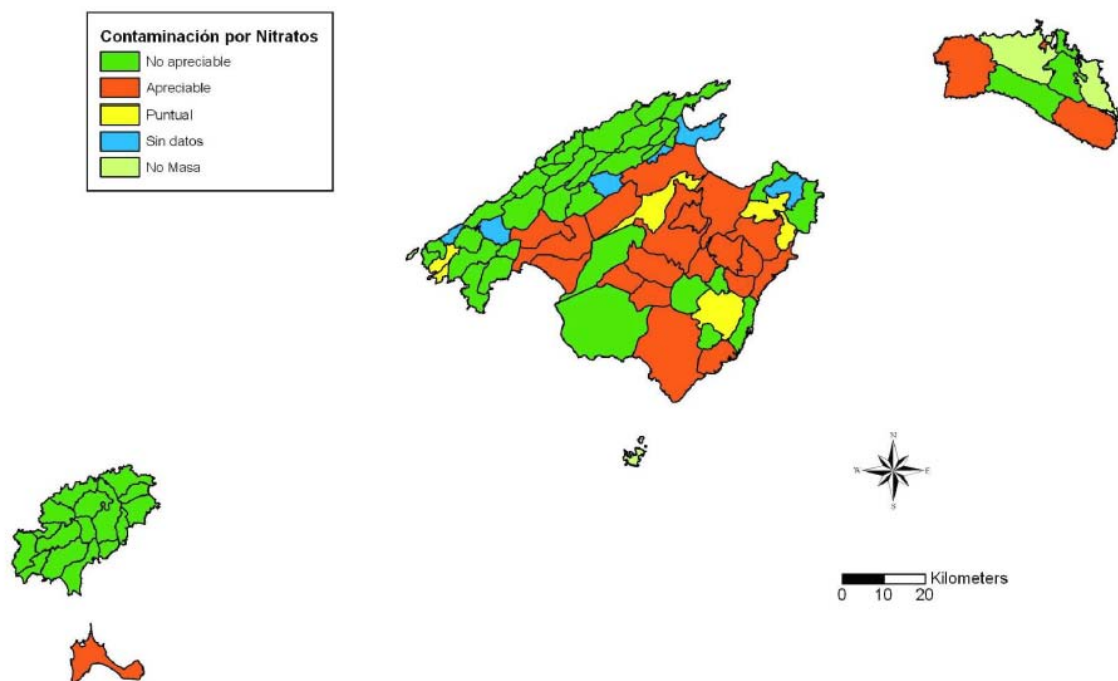 Contaminación por Nitratos
No apreciable
Apreciable
Puntual
Sin datos
No Masa
N
A
E
S
Kilometers
0 10 20